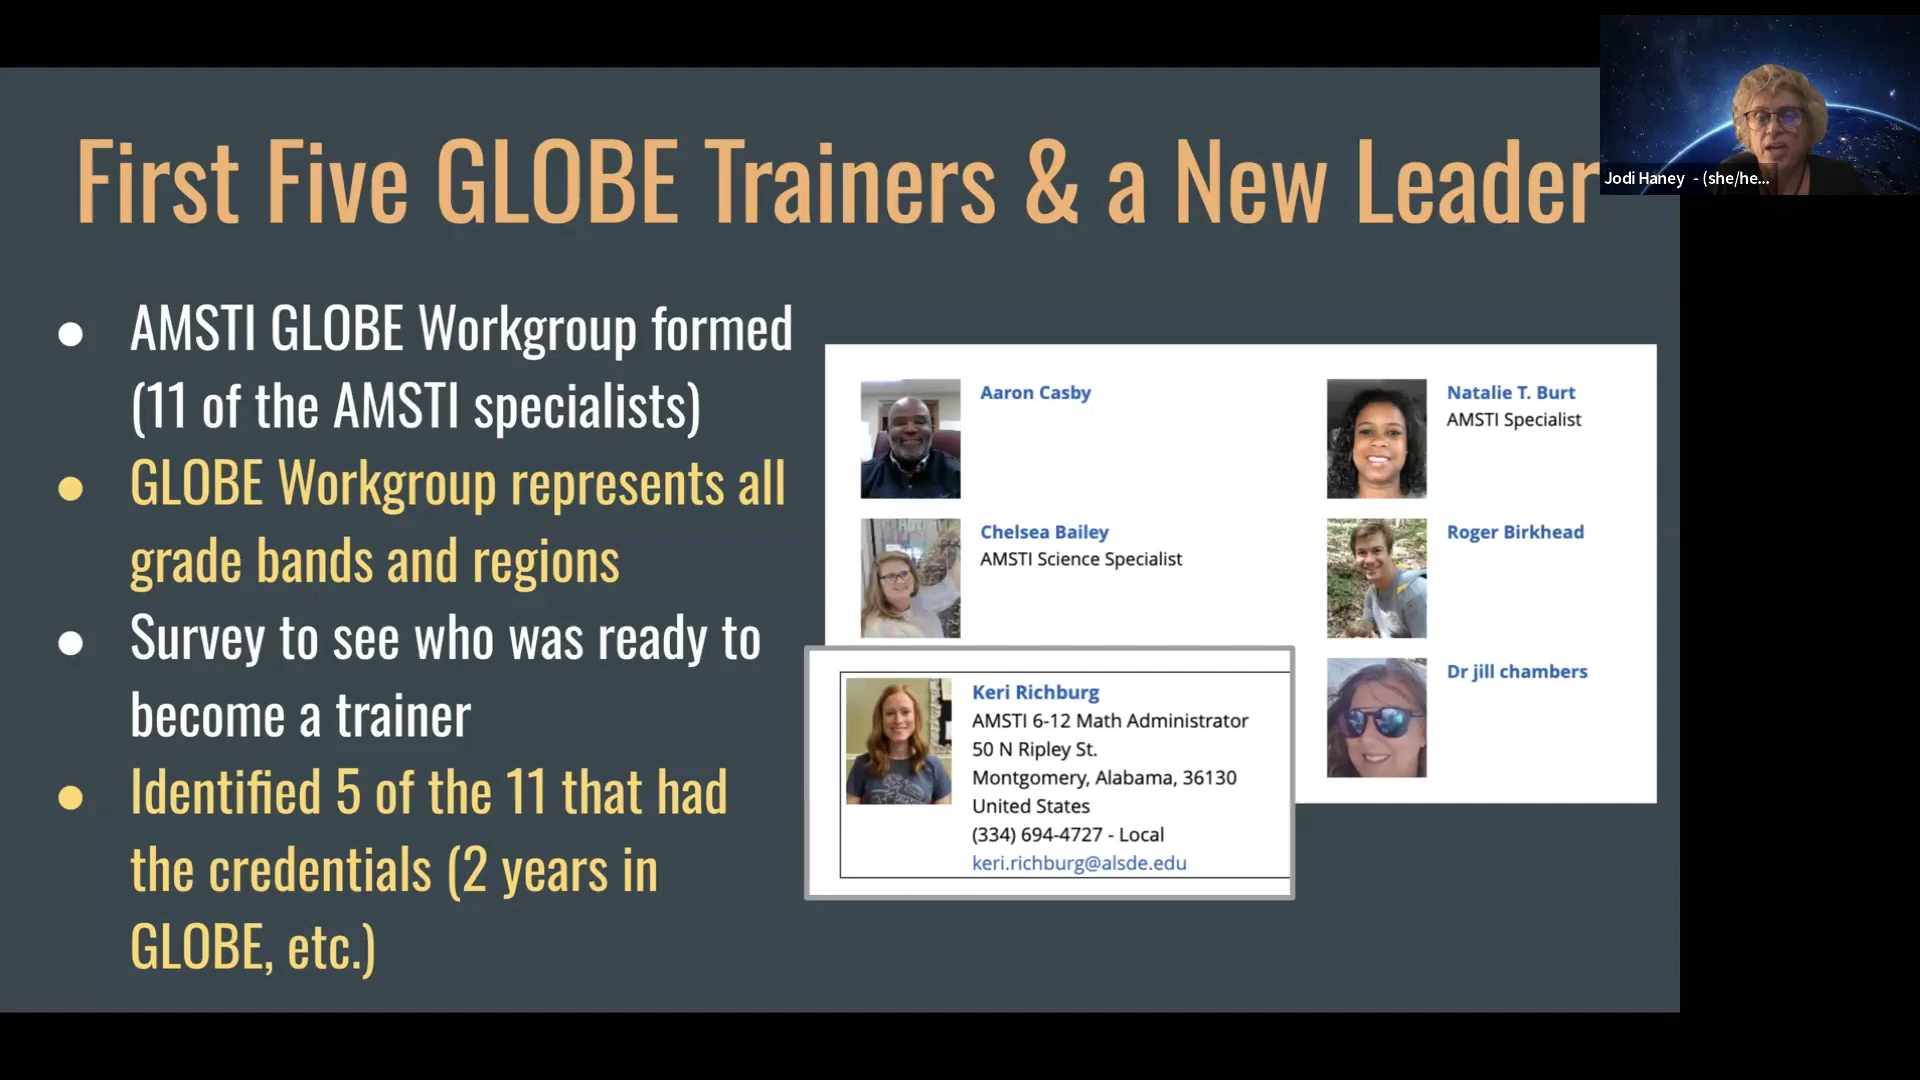 First Five GLOBE Trainers & a New Leader
Jodi Haney - (she/he...
● AMSTI GLOBE Workgroup formed
(11 of the AMSTI specialists)
● GLOBE Workgroup represents all
grade bands and regions
● Survey to see who was ready to
become a trainer
● Identified 5 of the 11 that had
the credentials (2 years in
GLOBE, etc.)
Aaron Casby
Natalie T. Burt
AMSTI Specialist
Chelsea Bailey
AMSTI Science Specialist
Roger Birkhead
Dr jill chambers
Keri Richburg
AMSTI 6-12 Math Administrator
50 N Ripley St.
Montgomery, Alabama, 36130
United States
(334) 694-4727 - Local
keri.richburg@alsde.edu